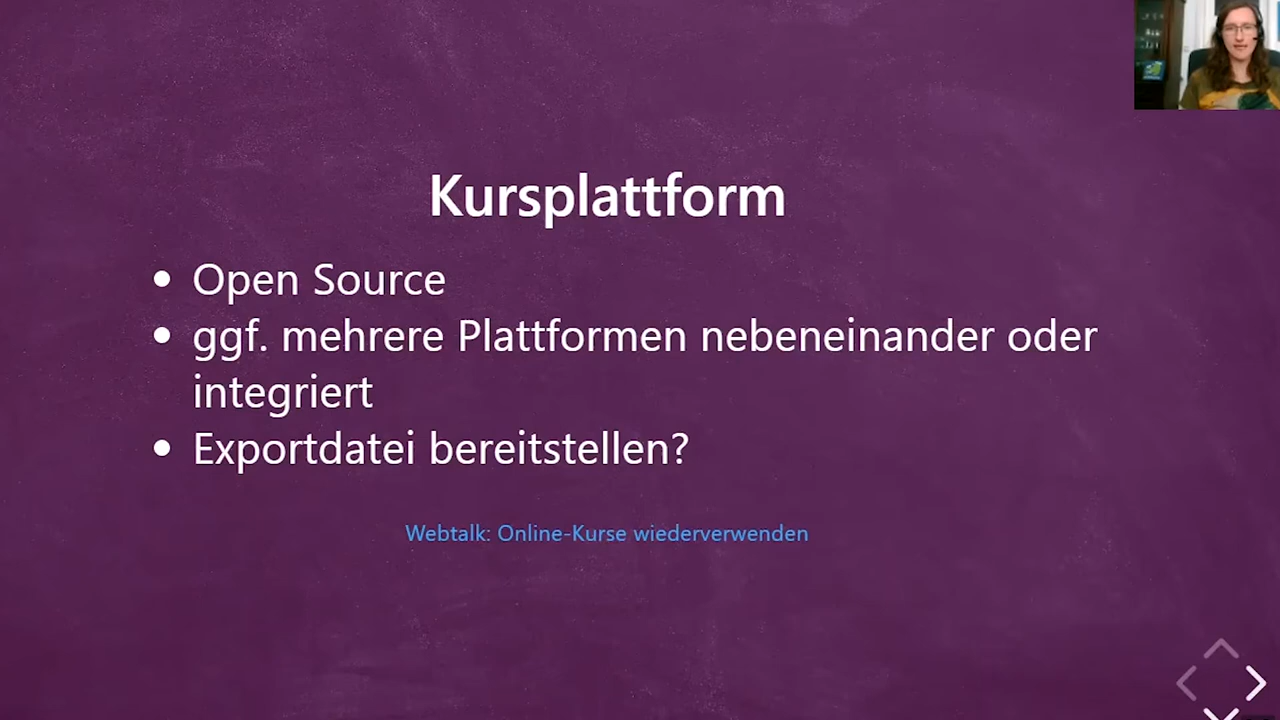 Kursplattform
• Open Source
• ggf. mehrere Plattformen nebeneinander oder
integriert
• Exportdatei bereitstellen?
Webtalk: Online-Kurse wiederverwenden